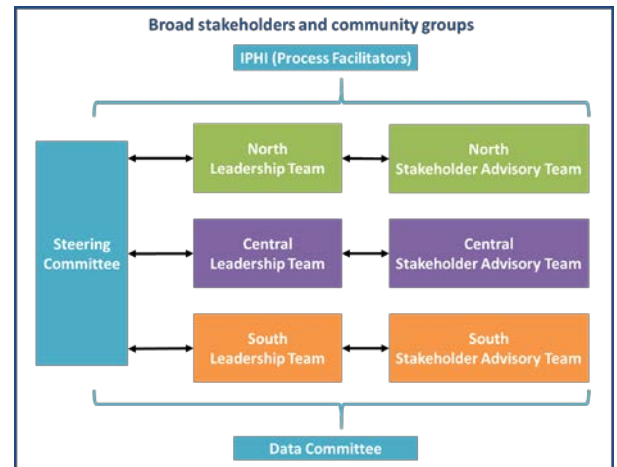 Broad stakeholders and community groups
IPHI (Process Facilitators)
North
Leadership Team
North
Stakeholder Advisory Team
Steering
Committee
Central
Leadership Team
Central
Stakeholder Advisory Team
South
Leadership Team
South
Stakeholder Advisory Team
Data Committee